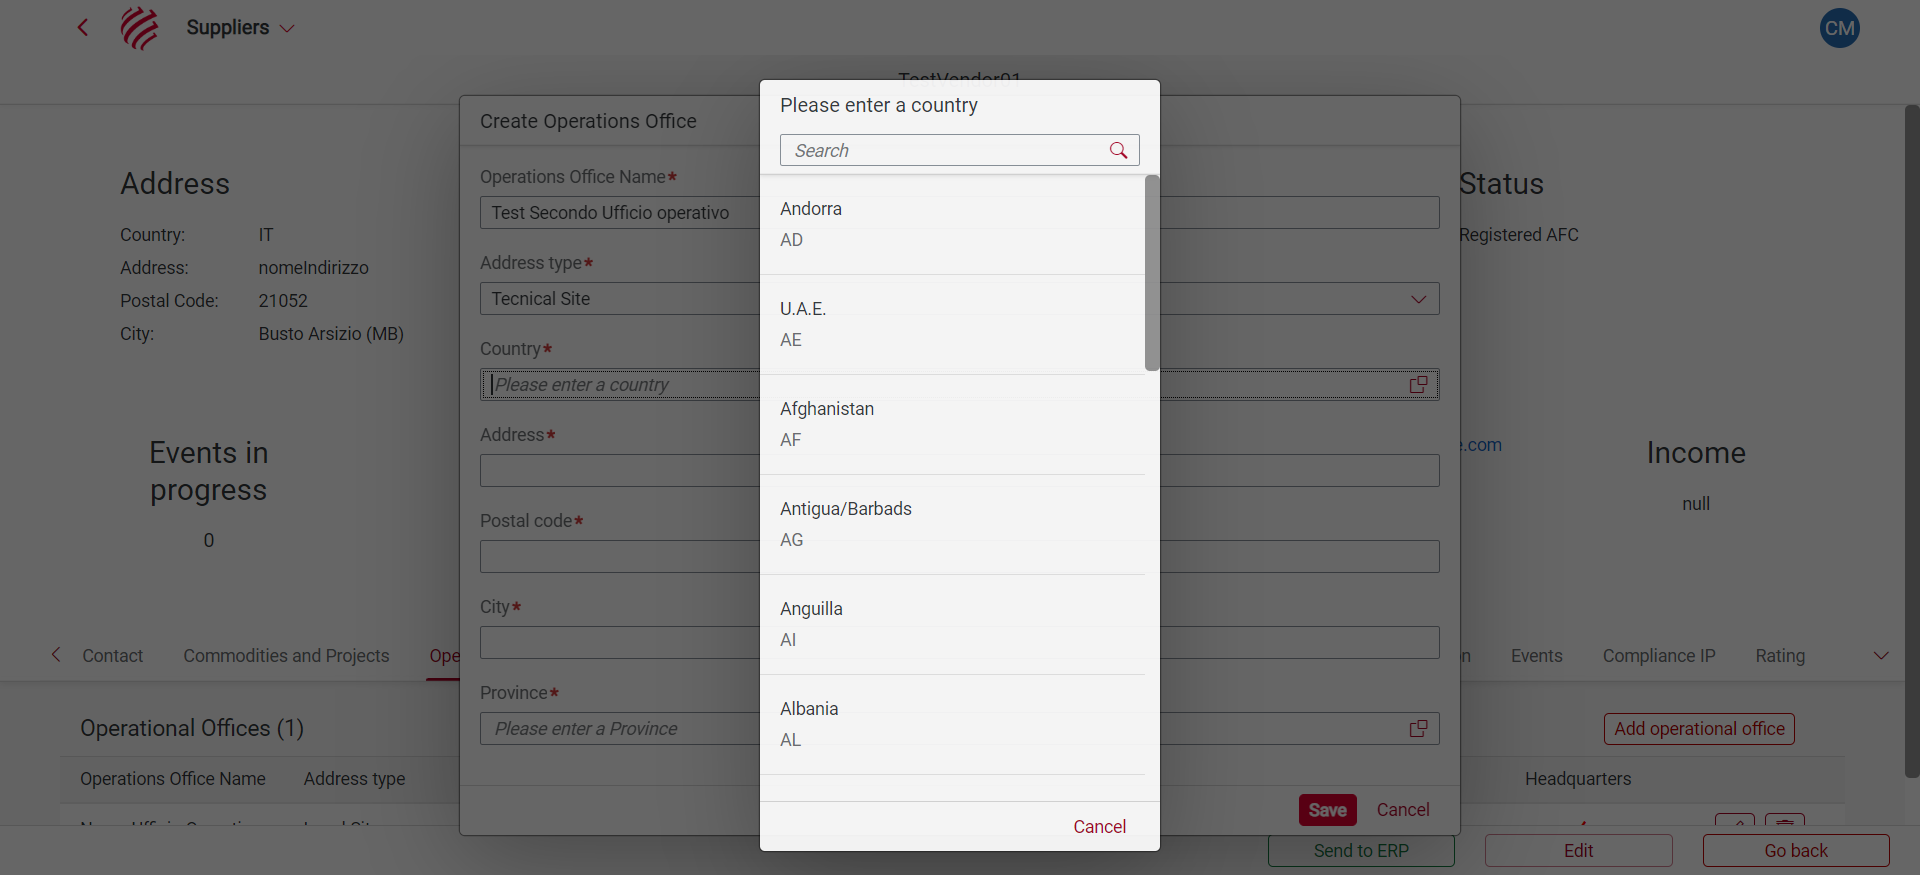 Suppliers
CM
TestVendor01
Address
Country: IT
Address: nomeIndirizzo
Postal Code: 21052
City: Busto Arsizio (MB)
Events in
progress
0
Create Operations Office
Operations Office Name*
Test Secondo Ufficio operativo
Address type*
Tecnical Site
Country*
Please enter a country
Address*
Postal code*
City*
Province*
Please enter a Province
Save Cancel
Please enter a country
Search
Andorra
AD
U.A.E.
AE
Afghanistan
AF
Antigua/Barbads
AG
Anguilla
AI
Albania
AL
Cancel
Status
Registered AFC
.com
Income
null
Contact Commodities and Projects Ope n Events Compliance IP Rating
Operational Offices (1)
Add operational office
Operations Office Name Address type Headquarters
Send to ERP Edit Go back